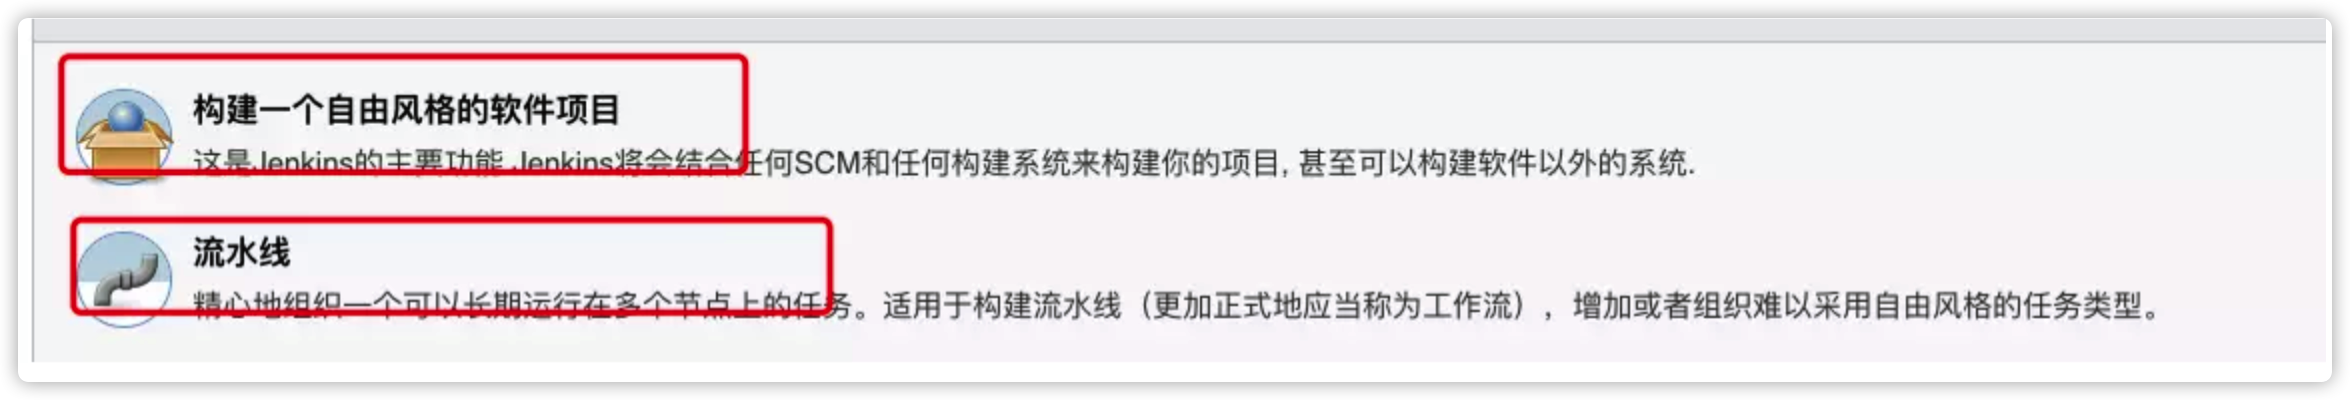 构建一个自由风格的软件项目
这是Jenkins的主要功能.Jenkins将会结合任何SCM和任何构建系统来构建你的项目, 甚至可以构建软件以外的系统.
流水线
精心地组织一个可以长期运行在多个节点上的任务。适用于构建流水线（更加正式地应当称为工作流），增加或者组织难以采用自由风格的任务类型。